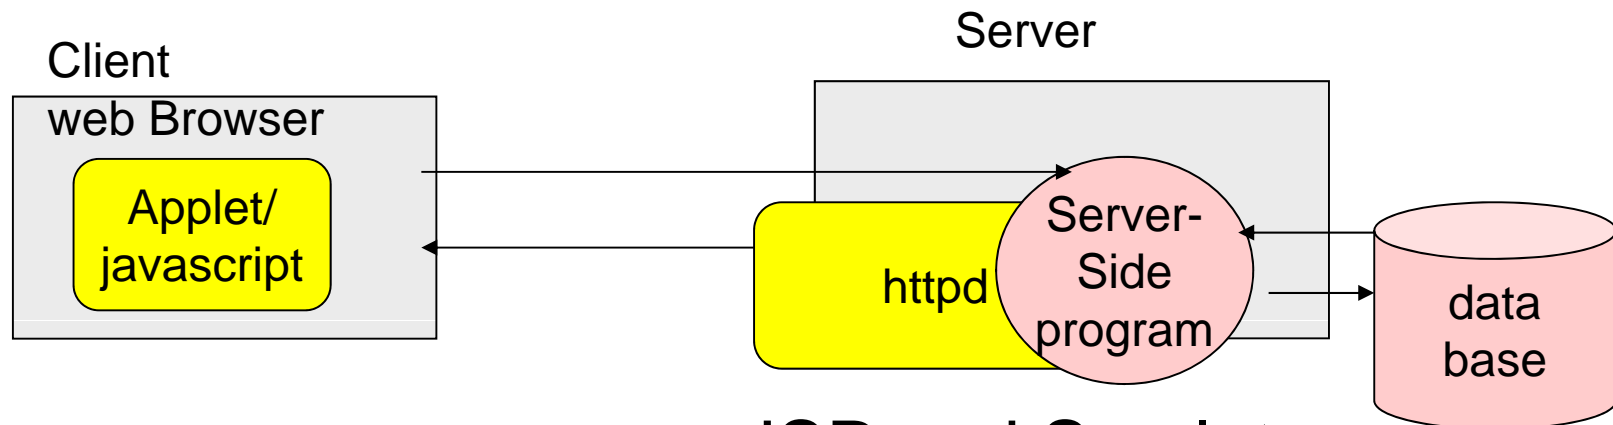 Client
web Browser
Applet/
javascript
Server
httpd
Server-
Side
program
data
base